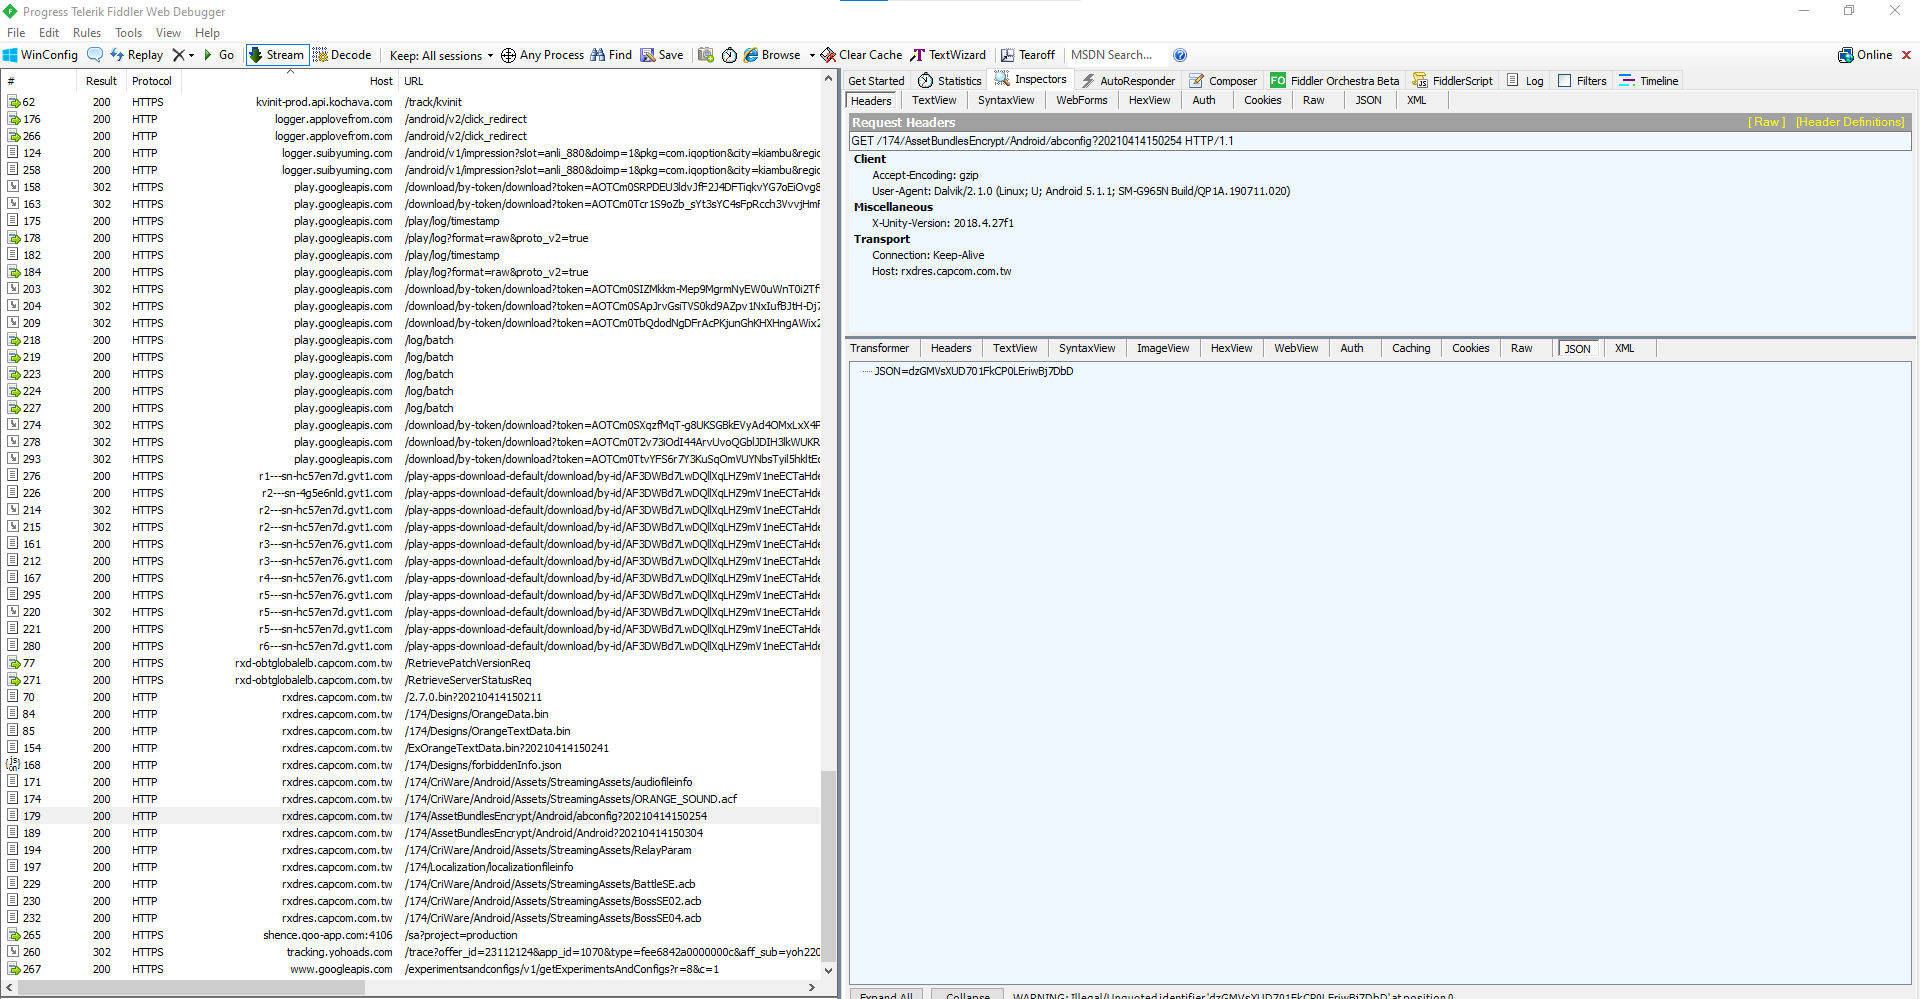 Progress Telerik Fiddler Web Debugger
File Edit Rules Tools View Help
WinConfig Replay Go Stream Decode Keep: All sessions Any Process Find Save Browse Clear Cache TextWizard Tearoff MSDN Search... Online
# Result Protocol Host URL
62 200 HTTPS kvinit-prod.api.kochava.com /track/kvinit
176 200 HTTP logger.applovefrom.com /android/v2/click_redirect
266 200 HTTP logger.applovefrom.com /android/v2/click_redirect
124 200 HTTP logger.suibyuming.com /android/v1/impression?slot=anli_880&doimp=1&pkg=com.iqoption&city=kiambu&regic
258 200 HTTP logger.suibyuming.com /android/v1/impression?slot=anli_880&doimp=1&pkg=com.iqoption&city=kiambu&regic
158 302 HTTPS play.googleapis.com /download/by-token/download?token=AOTCm0SRPDEU3ldvJfF2J4DFTiqkvYG7oEiOvg8
163 302 HTTPS play.googleapis.com /download/by-token/download?token=AOTCm0Tcr1S9oZb_sYt3sYC4sFpRcch3VvvjHmF
175 200 HTTPS play.googleapis.com /play/log/timestamp
178 200 HTTPS play.googleapis.com /play/log?format=raw&proto_v2=true
182 200 HTTPS play.googleapis.com /play/log/timestamp
184 200 HTTPS play.googleapis.com /play/log?format=raw&proto_v2=true
203 302 HTTPS play.googleapis.com /download/by-token/download?token=AOTCm0SIZMkkm-Mep9MgrmNyEW0uWnT0i2Tf
204 302 HTTPS play.googleapis.com /download/by-token/download?token=AOTCm0SApJrvGsiTVS0kd9AZpv1NxIufBJtH-Dj7
209 302 HTTPS play.googleapis.com /download/by-token/download?token=AOTCm0TbQdodNgDFrAcPKjunGhKHXHngAWix2
218 200 HTTPS play.googleapis.com /log/batch
219 200 HTTPS play.googleapis.com /log/batch
223 200 HTTPS play.googleapis.com /log/batch
224 200 HTTPS play.googleapis.com /log/batch
227 200 HTTPS play.googleapis.com /log/batch
274 302 HTTPS play.googleapis.com /download/by-token/download?token=AOTCm0SXqzfMqT-g8UKSGBkEVyAd4OMxLxX4P
278 302 HTTPS play.googleapis.com /download/by-token/download?token=AOTCm0T2v73iOdI44ArvUvoQGblJDIH3lkWUKR
293 302 HTTPS play.googleapis.com /download/by-token/download?token=AOTCm0TtvYFS6r7Y3KuSqOmVUYNbsTyil5hkltEc
276 200 HTTPS r1---sn-hc57en7d.gvt1.com /play-apps-download-default/download/by-id/AF3DWBd7LwDQllXqLHZ9mV1neECTaHde
226 200 HTTPS r2---sn-4g5e6nld.gvt1.com /play-apps-download-default/download/by-id/AF3DWBd7LwDQllXqLHZ9mV1neECTaHde
214 302 HTTPS r2---sn-hc57en7d.gvt1.com /play-apps-download-default/download/by-id/AF3DWBd7LwDQllXqLHZ9mV1neECTaHde
215 302 HTTPS r2---sn-hc57en7d.gvt1.com /play-apps-download-default/download/by-id/AF3DWBd7LwDQllXqLHZ9mV1neECTaHde
161 200 HTTPS r3---sn-hc57en76.gvt1.com /play-apps-download-default/download/by-id/AF3DWBd7LwDQllXqLHZ9mV1neECTaHde
212 200 HTTPS r3---sn-hc57en76.gvt1.com /play-apps-download-default/download/by-id/AF3DWBd7LwDQllXqLHZ9mV1neECTaHde
167 200 HTTPS r4---sn-hc57en76.gvt1.com /play-apps-download-default/download/by-id/AF3DWBd7LwDQllXqLHZ9mV1neECTaHde
295 200 HTTPS r5---sn-hc57en76.gvt1.com /play-apps-download-default/download/by-id/AF3DWBd7LwDQllXqLHZ9mV1neECTaHde
220 302 HTTPS r5---sn-hc57en7d.gvt1.com /play-apps-download-default/download/by-id/AF3DWBd7LwDQllXqLHZ9mV1neECTaHde
221 200 HTTPS r5---sn-hc57en7d.gvt1.com /play-apps-download-default/download/by-id/AF3DWBd7LwDQllXqLHZ9mV1neECTaHde
280 200 HTTPS r6---sn-hc57en7d.gvt1.com /play-apps-download-default/download/by-id/AF3DWBd7LwDQllXqLHZ9mV1neECTaHde
77 200 HTTPS rxd-obtglobalelb.capcom.com.tw /RetrievePatchVersionReq
271 200 HTTPS rxd-obtglobalelb.capcom.com.tw /RetrieveServerStatusReq
70 200 HTTP rxdres.capcom.com.tw /2.7.0.bin?20210414150211
84 200 HTTP rxdres.capcom.com.tw /174/Designs/OrangeData.bin
85 200 HTTP rxdres.capcom.com.tw /174/Designs/OrangeTextData.bin
154 200 HTTP rxdres.capcom.com.tw /ExOrangeTextData.bin?20210414150241
168 200 HTTP rxdres.capcom.com.tw /174/Designs/forbiddenInfo.json
171 200 HTTP rxdres.capcom.com.tw /174/CriWare/Android/Assets/StreamingAssets/audiofileinfo
174 200 HTTP rxdres.capcom.com.tw /174/CriWare/Android/Assets/StreamingAssets/ORANGE_SOUND.acf
179 200 HTTP rxdres.capcom.com.tw /174/AssetBundlesEncrypt/Android/abconfig?20210414150254
189 200 HTTP rxdres.capcom.com.tw /174/AssetBundlesEncrypt/Android/Android?20210414150304
194 200 HTTP rxdres.capcom.com.tw /174/CriWare/Android/Assets/StreamingAssets/RelayParam
197 200 HTTP rxdres.capcom.com.tw /174/Localization/localizationfileinfo
229 200 HTTP rxdres.capcom.com.tw /174/CriWare/Android/Assets/StreamingAssets/BattleSE.acb
230 200 HTTP rxdres.capcom.com.tw /174/CriWare/Android/Assets/StreamingAssets/BossSE02.acb
232 200 HTTP rxdres.capcom.com.tw /174/CriWare/Android/Assets/StreamingAssets/BossSE04.acb
265 200 HTTPS shence.qoo-app.com:4106 /sa?project=production
260 302 HTTPS tracking.yohoads.com /trace?offer_id=23112124&app_id=1070&type=fee6842a0000000c&aff_sub=yoh220
267 200 HTTPS www.googleapis.com /experimentsandconfigs/v1/getExperimentsAndConfigs?r=8&c=1
Get Started Statistics Inspectors AutoResponder Composer FO Fiddler Orchestra Beta FiddlerScript Log Filters Timeline
Headers TextView SyntaxView WebForms HexView Auth Cookies Raw JSON XML
Request Headers [ Raw ] [Header Definitions]
GET /174/AssetBundlesEncrypt/Android/abconfig?20210414150254 HTTP/1.1
Client
Accept-Encoding: gzip
User-Agent: Dalvik/2.1.0 (Linux; U; Android 5.1.1; SM-G965N Build/QP1A.190711.020)
Miscellaneous
X-Unity-Version: 2018.4.27f1
Transport
Connection: Keep-Alive
Host: rxdres.capcom.com.tw
Transformer Headers TextView SyntaxView ImageView HexView WebView Auth Caching Cookies Raw JSON XML
JSON=dzGMVsXUD701FkCP0LEriwBj7DbD
Expand All Collapse WARNING: Illegal/Unquoted identifier 'dzGMVsXUD701FkCP0LEriwBj7DbD' at position 0